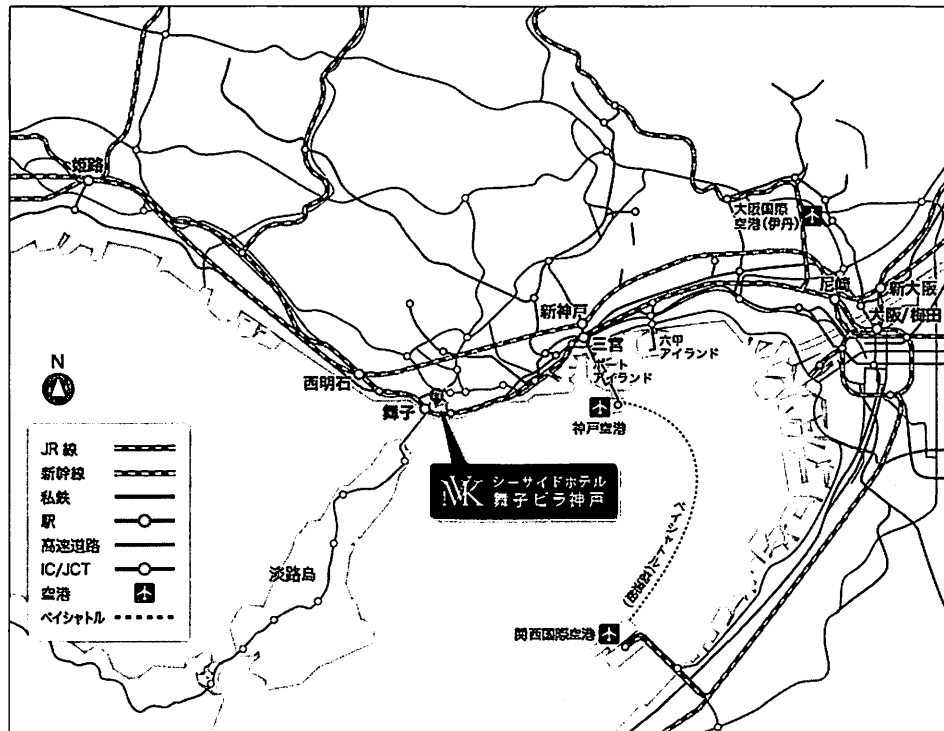 姫路
大阪国際
空港(伊丹)
尼崎
新大阪
大阪/梅田
新神戸
三宮
六甲
アイランド
ポート
アイランド
西明石
舞子
神戸空港
N
JR線
新幹線
私鉄
駅
高速道路
IC/JCT
空港
ベイシャトル
シーサイドホテル
舞子ビラ神戸
淡路島
関西国際空港